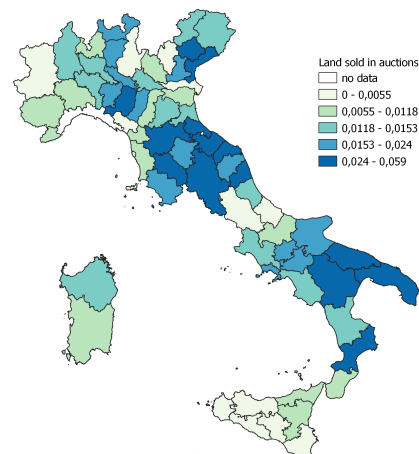 Land sold in auctions
no data
0 - 0,0055
0,0055 - 0,0118
0,0118 - 0,0153
0,0153 - 0,024
0,024 - 0,059